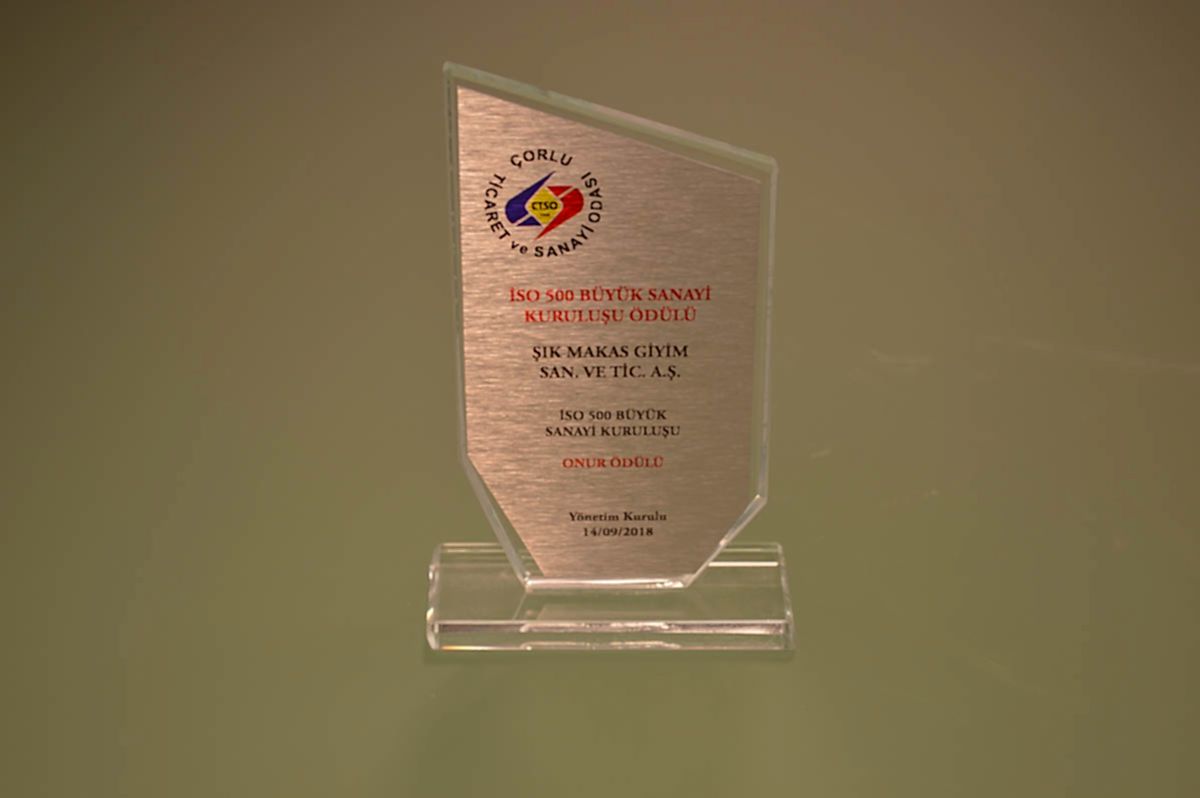 ÇORLU
TİCARET ve SANAYİ ODASI
CTSO
İSO 500 BÜYÜK SANAYİ
KURULUŞU ÖDÜLÜ
ŞIK MAKAS GİYİM
SAN. VE TİC. A.Ş.
İSO 500 BÜYÜK
SANAYİ KURULUŞU
ONUR ÖDÜLÜ
Yönetim Kurulu
14/09/2018